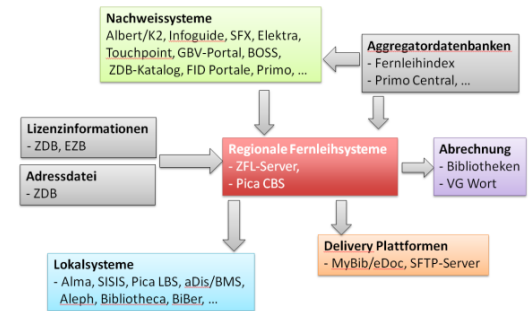 Nachweissysteme
Albert/K2, Infoguide, SFX, Elektra,
Touchpoint, GBV-Portal, BOSS,
ZDB-Katalog, FID Portale, Primo, …
Aggregatordatenbanken
- Fernleihindex
- Primo Central, …
Lizenzinformationen
- ZDB, EZB
Adressdatei
- ZDB
Regionale Fernleihsysteme
- ZFL-Server,
- Pica CBS
Abrechnung
- Bibliotheken
- VG Wort
Lokalsysteme
- Alma, SISIS, Pica LBS, aDis/BMS,
Aleph, Bibliotheca, BiBer, …
Delivery Plattformen
- MyBib/eDoc, SFTP-Server